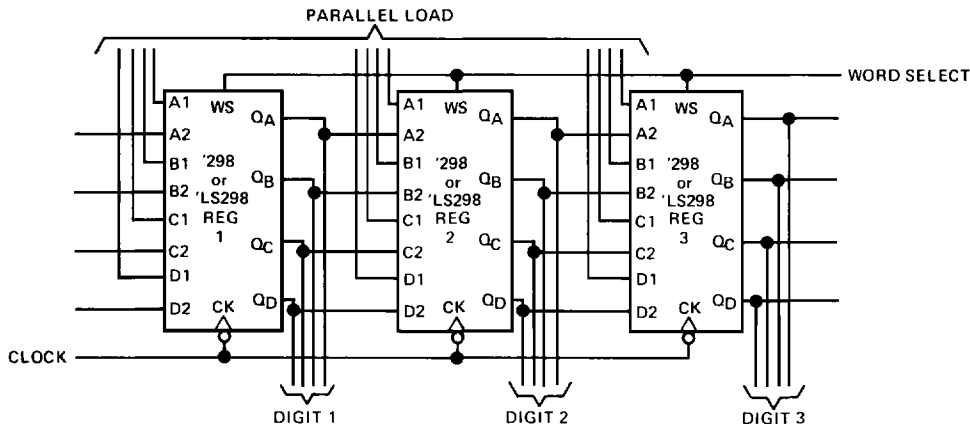 PARALLEL LOAD
WORD SELECT
A1
WS
QA
A2
B1
'298
or
'LS298
REG
1
QB
B2
C1
QC
C2
D1
QD
D2
CK
A1
WS
QA
A2
B1
'298
or
'LS298
REG
2
QB
B2
C1
QC
C2
D1
QD
D2
CK
A1
WS
QA
A2
B1
'298
or
'LS298
REG
3
QB
B2
C1
QC
C2
D1
QD
D2
CK
CLOCK
DIGIT 1
DIGIT 2
DIGIT 3